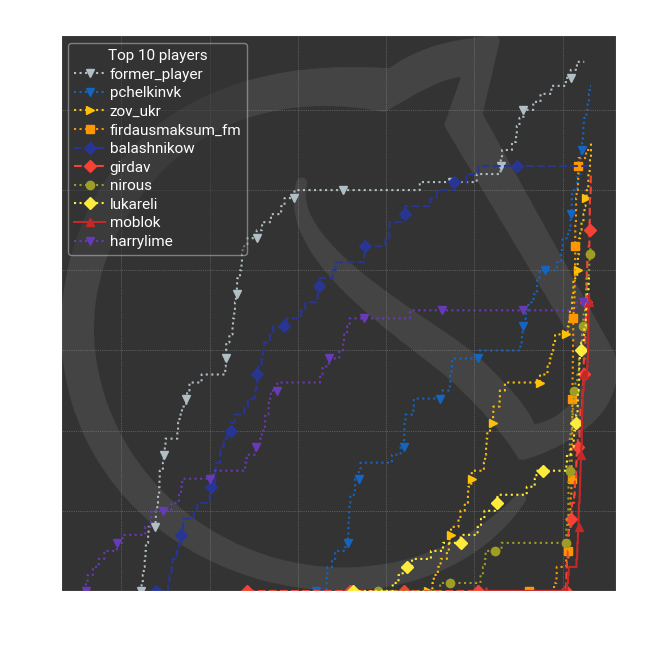 Top 10 players
former_player
pchelkinvk
zov_ukr
firdausmaksum_fm
balashnikow
girdav
nirous
lukareli
moblok
harrylime